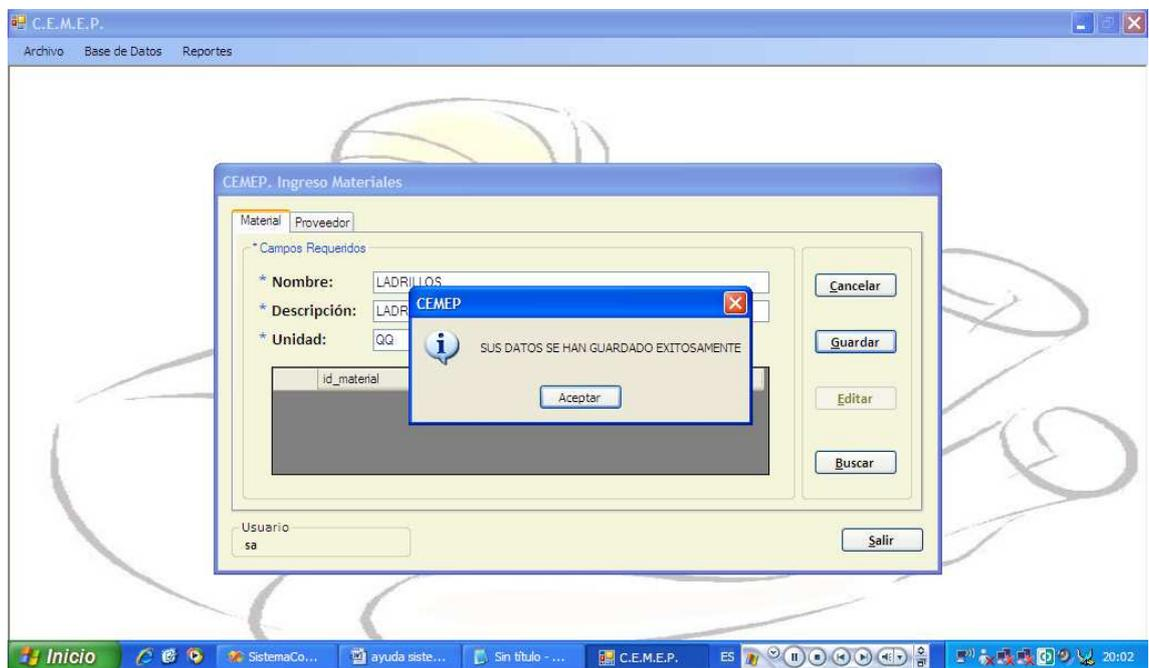 C.E.M.E.P.
Archivo Base de Datos Reportes
CEMEP. Ingreso Materiales
Material Proveedor
* Campos Requeridos
* Nombre: LADRILLOS
* Descripción: LADR
* Unidad: QQ
id_material
CEMEP
SUS DATOS SE HAN GUARDADO EXITOSAMENTE
Aceptar
Cancelar
Guardar
Editar
Buscar
Usuario
sa
Salir
Inicio SistemaCo... ayuda siste... Sin título - ... C.E.M.E.P. ES 20:02